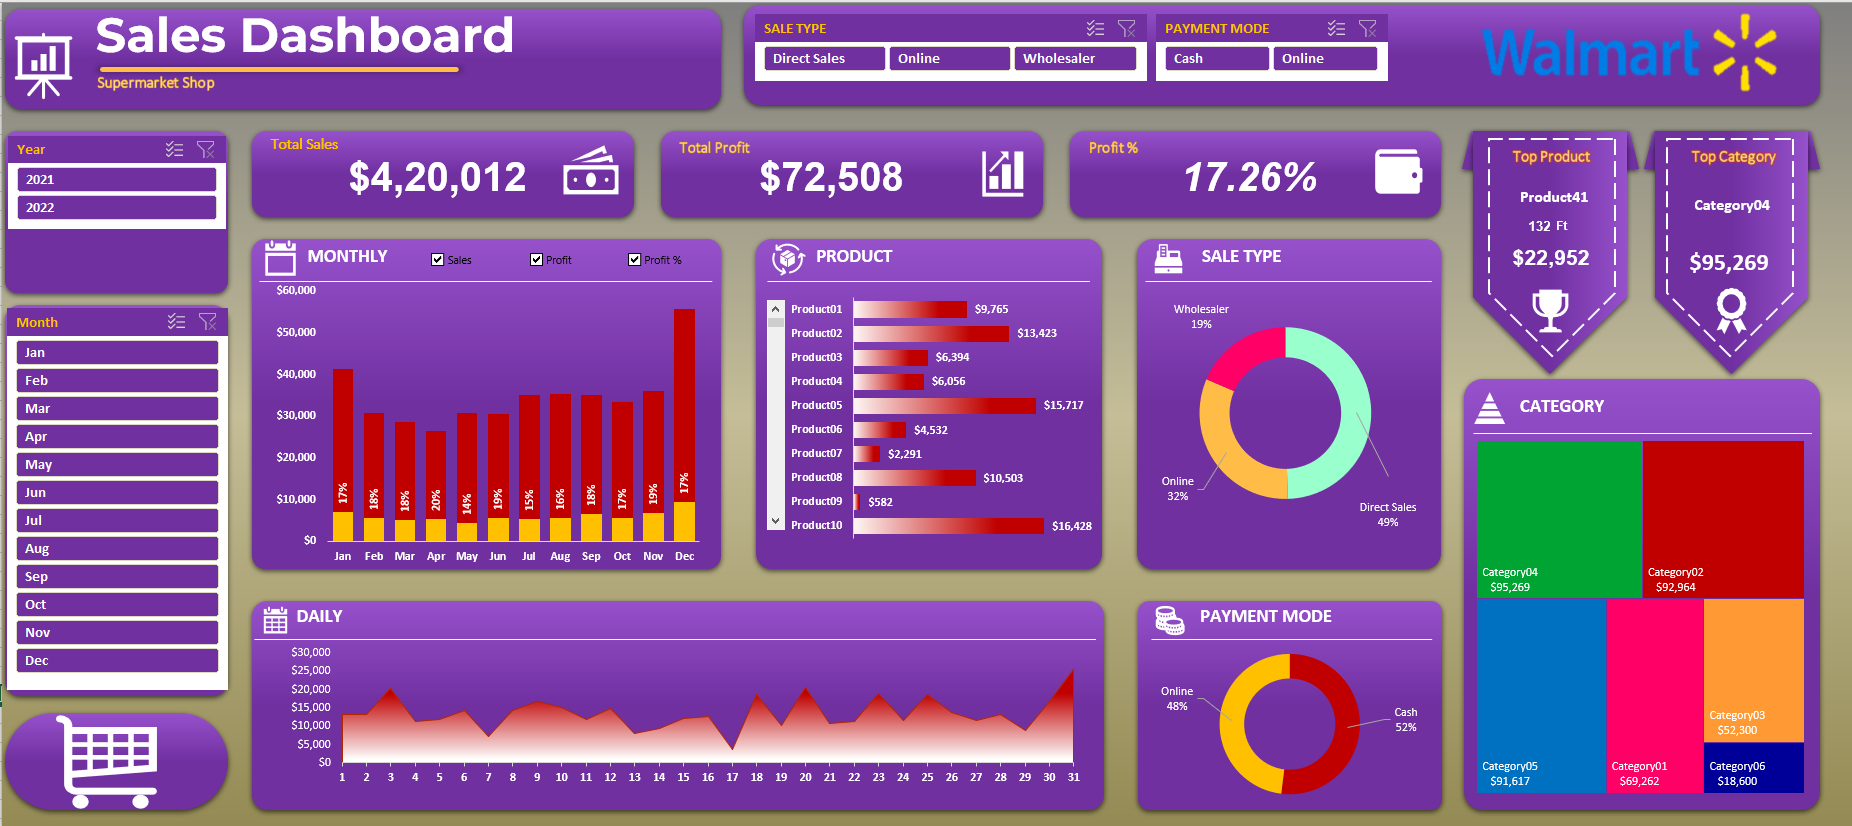 Sales Dashboard
Supermarket Shop
SALE TYPE
Direct Sales Online Wholesaler
PAYMENT MODE
Cash Online
Walmart
Year
2021
2022
Month
Jan
Feb
Mar
Apr
May
Jun
Jul
Aug
Sep
Oct
Nov
Dec
Total Sales
$4,20,012
Total Profit
$72,508
Profit %
17.26%
Top Product
Product41
132 Ft
$22,952
Top Category
Category04
$95,269
MONTHLY
Sales Profit Profit %
$60,000
$50,000
$40,000
$30,000
$20,000
$10,000
$0
17% 18% 18% 20% 14% 19% 15% 16% 18% 17% 19% 17%
Jan Feb Mar Apr May Jun Jul Aug Sep Oct Nov Dec
PRODUCT
Product01 $9,765
Product02 $13,423
Product03 $6,394
Product04 $6,056
Product05 $15,717
Product06 $4,532
Product07 $2,291
Product08 $10,503
Product09 $582
Product10 $16,428
SALE TYPE
Wholesaler
19%
Online
32%
Direct Sales
49%
CATEGORY
Category04
$95,269
Category02
$92,964
Category05
$91,617
Category01
$69,262
Category03
$52,300
Category06
$18,600
DAILY
$30,000
$25,000
$20,000
$15,000
$10,000
$5,000
$0
1 2 3 4 5 6 7 8 9 10 11 12 13 14 15 16 17 18 19 20 21 22 23 24 25 26 27 28 29 30 31
PAYMENT MODE
Online
48%
Cash
52%